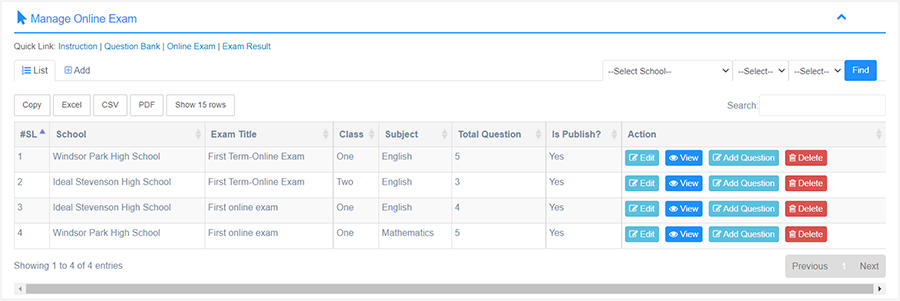 Manage Online Exam
Quick Link: Instruction | Question Bank | Online Exam | Exam Result
List Add --Select School-- --Select-- --Select-- Find
Copy Excel CSV PDF Show 15 rows Search:
#SL School Exam Title Class Subject Total Question Is Publish? Action
1 Windsor Park High School First Term-Online Exam One English 5 Yes Edit View Add Question Delete
2 Ideal Stevenson High School First Term-Online Exam Two English 3 Yes Edit View Add Question Delete
3 Ideal Stevenson High School First online exam One English 4 Yes Edit View Add Question Delete
4 Windsor Park High School First online exam One Mathematics 5 Yes Edit View Add Question Delete
Showing 1 to 4 of 4 entries Previous 1 Next